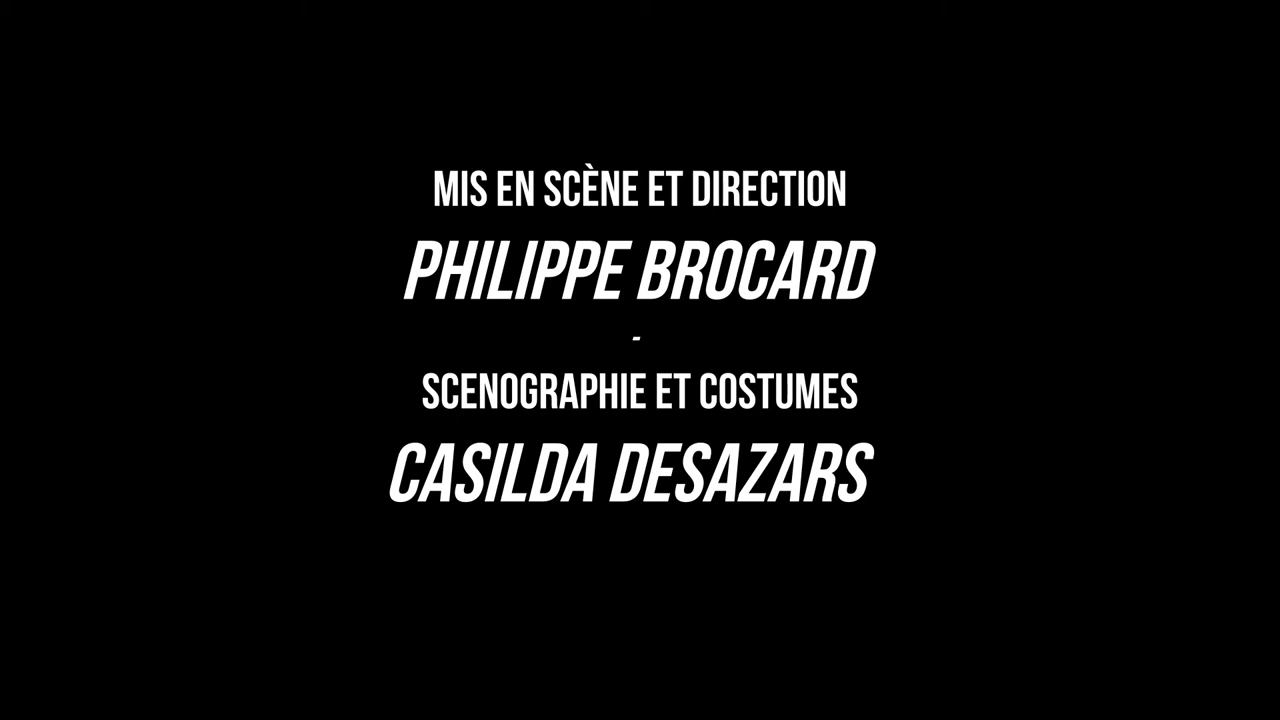 MIS EN SCÈNE ET DIRECTION
PHILIPPE BROCARD
-
SCENOGRAPHIE ET COSTUMES
CASILDA DESAZARS